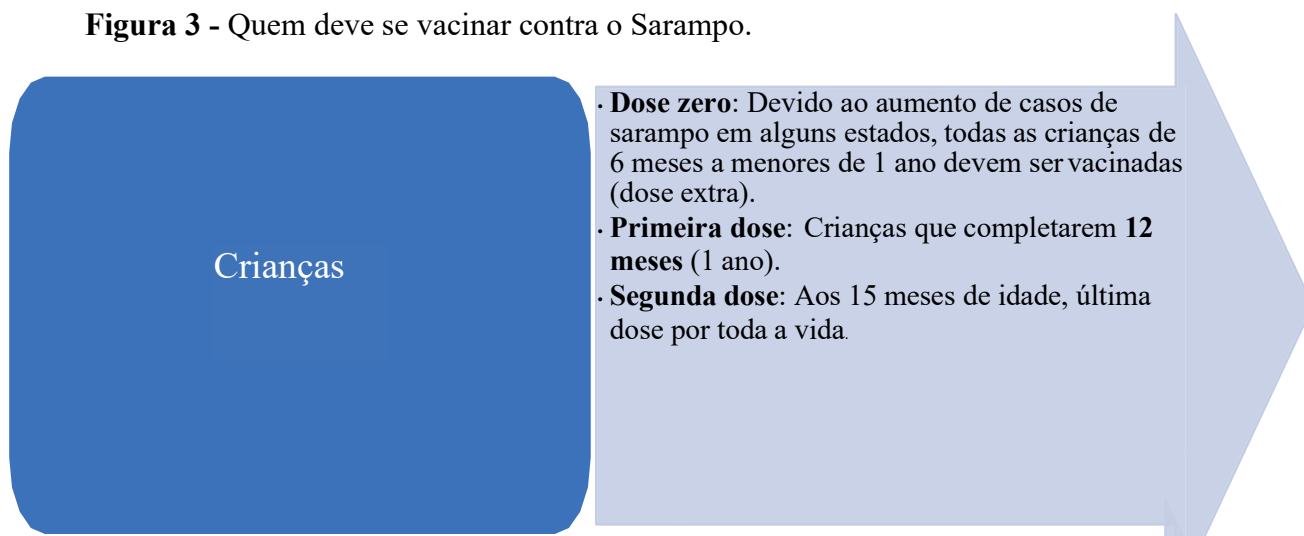 Figura 3 - Quem deve se vacinar contra o Sarampo.
Crianças
· Dose zero: Devido ao aumento de casos de
sarampo em alguns estados, todas as crianças de
6 meses a menores de 1 ano devem ser vacinadas
(dose extra).
· Primeira dose: Crianças que completarem 12
meses (1 ano).
· Segunda dose: Aos 15 meses de idade, última
dose por toda a vida.